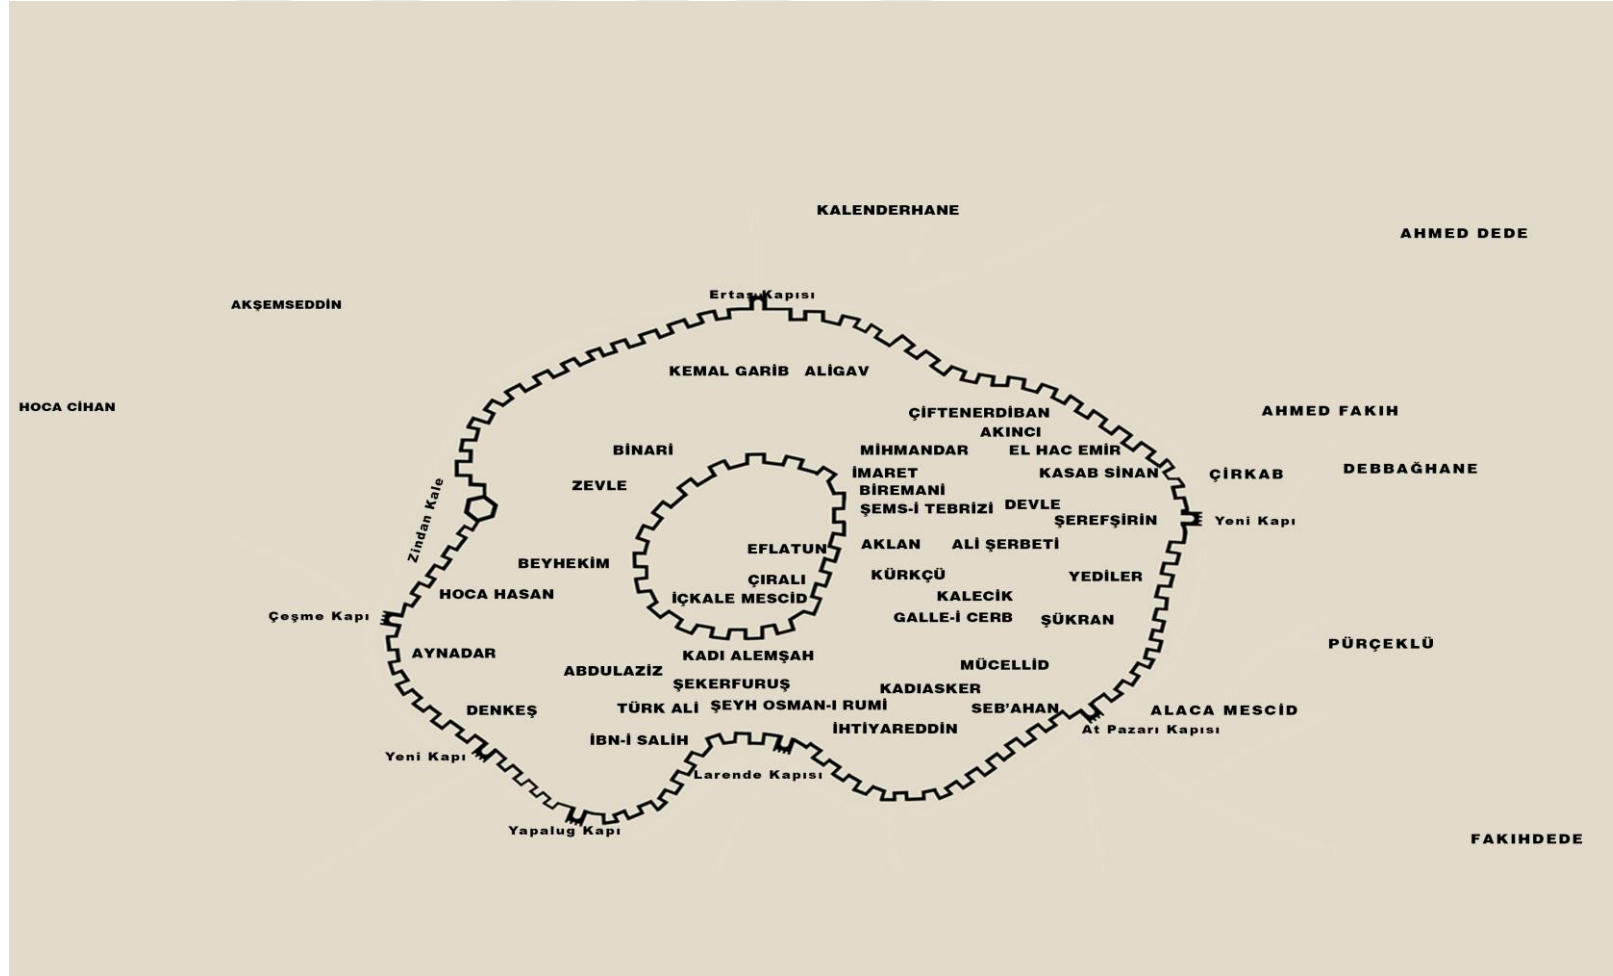 KALENDERHANE
AHMED DEDE
Ertaş Kapısı
AKŞEMSEDDİN
KEMAL GARİB
ALİGAV
HOCA CİHAN
ÇİFTENERDİBAN
AHMED FAKIH
AKINCI
BİNARİ
MİHMANDAR
EL HAC EMİR
İMARET
KASAB SİNAN
ÇİRKAB
DEBBAĞHANE
ZEVLE
BİREMANİ
Zindan Kale
ŞEMS-İ TEBRİZİ
DEVLE
ŞEREFŞİRİN
Yeni Kapı
EFLATUN
AKLAN
ALİ ŞERBETİ
BEYHEKİM
ÇIRALI
KÜRKÇÜ
YEDİLER
HOCA HASAN
İÇKALE MESCİD
KALECİK
Çeşme Kapı
GALLE-İ CERB
ŞÜKRAN
AYNADAR
KADI ALEMŞAH
PÜRÇEKLÜ
ABDULAZİZ
MÜCELLİD
ŞEKERFURUŞ
KADIASKER
DENKEŞ
TÜRK ALİ
ŞEYH OSMAN-I RUMİ
SEB'AHAN
ALACA MESCİD
İHTİYAREDDİN
At Pazarı Kapısı
İBN-İ SALİH
Yeni Kapı
Larende Kapısı
Yapalug Kapı
FAKIHDEDE